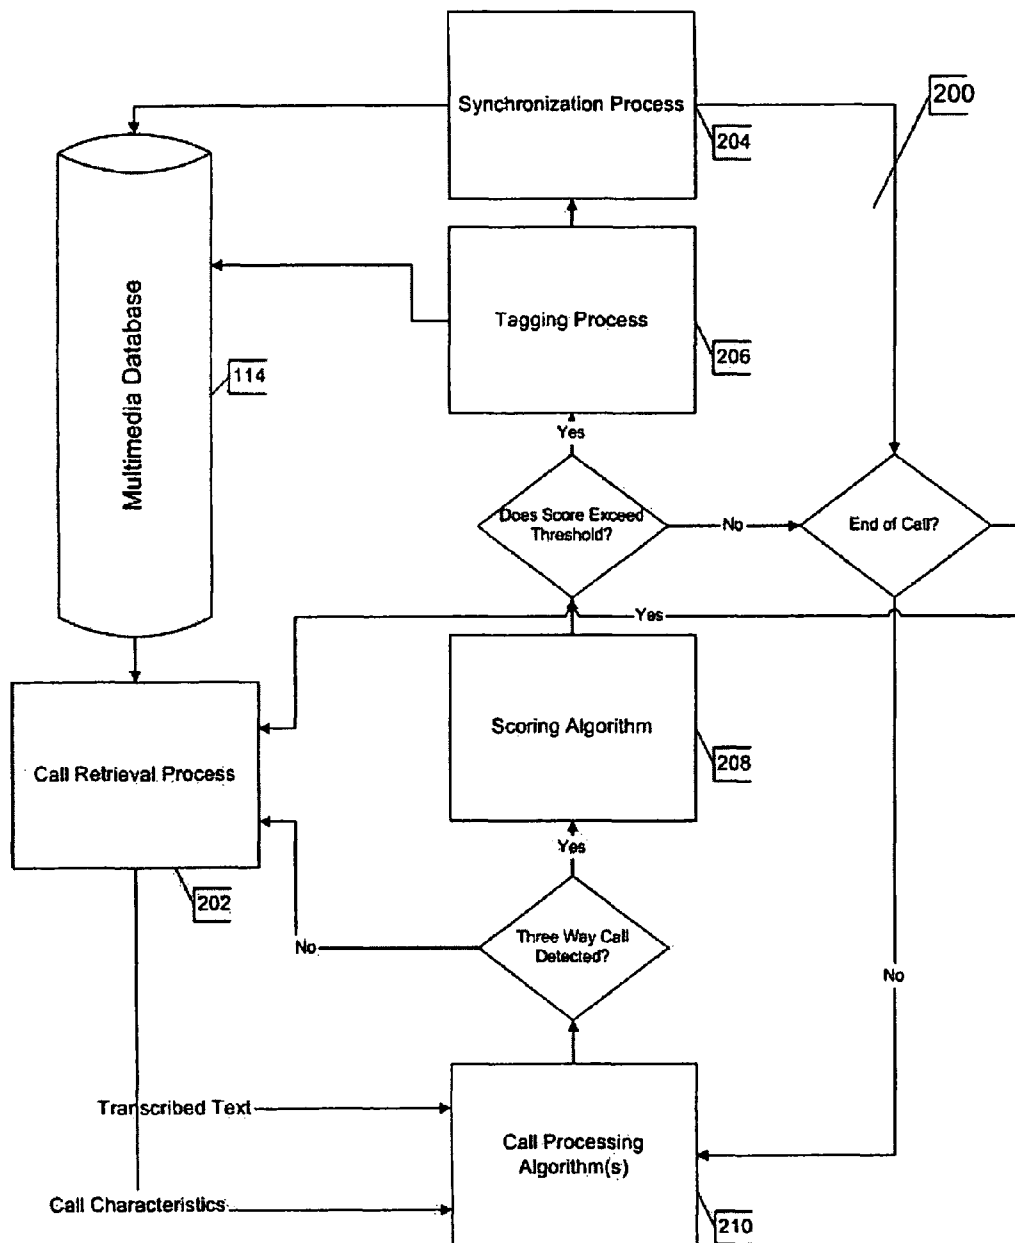 Synchronization Process
200
204
Multimedia Database
114
Tagging Process
206
Yes
Does Score Exceed
Threshold?
No
End of Call?
Yes
Scoring Algorithm
208
Call Retrieval Process
202
Yes
Three Way Call
Detected?
No
No
Transcribed Text
Call Processing
Algorithm(s)
Call Characteristics
210